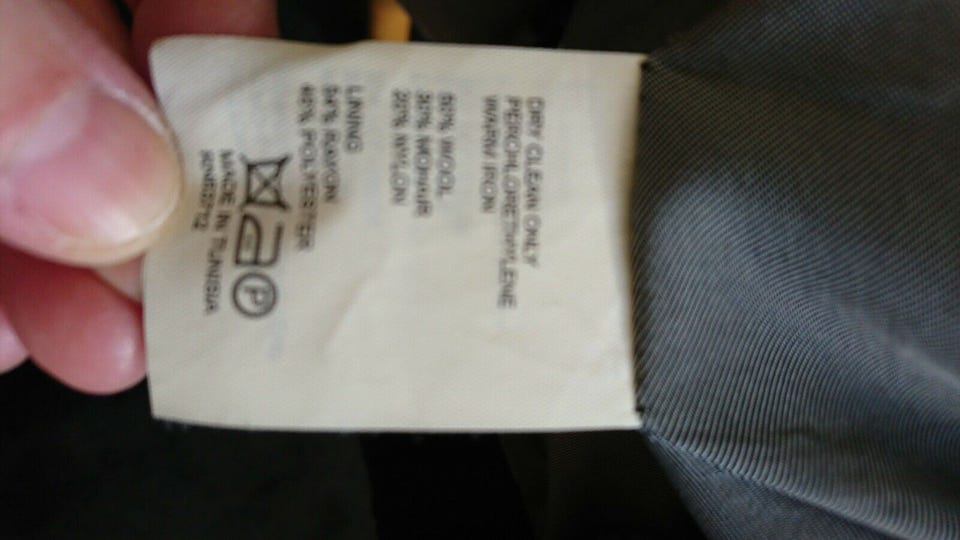 DRY CLEAN ONLY
PERCHLORETHYLENE
WARM IRON
50% WOOL
30% MOHAIR
20% NYLON
LINING
54% RAYON
46% POLYESTER
P
MADE IN TUNISIA